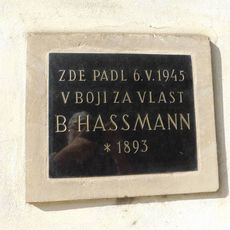 ZDE PADL 6.V.1945
V BOJI ZA VLAST
B. HASSMANN
* 1893